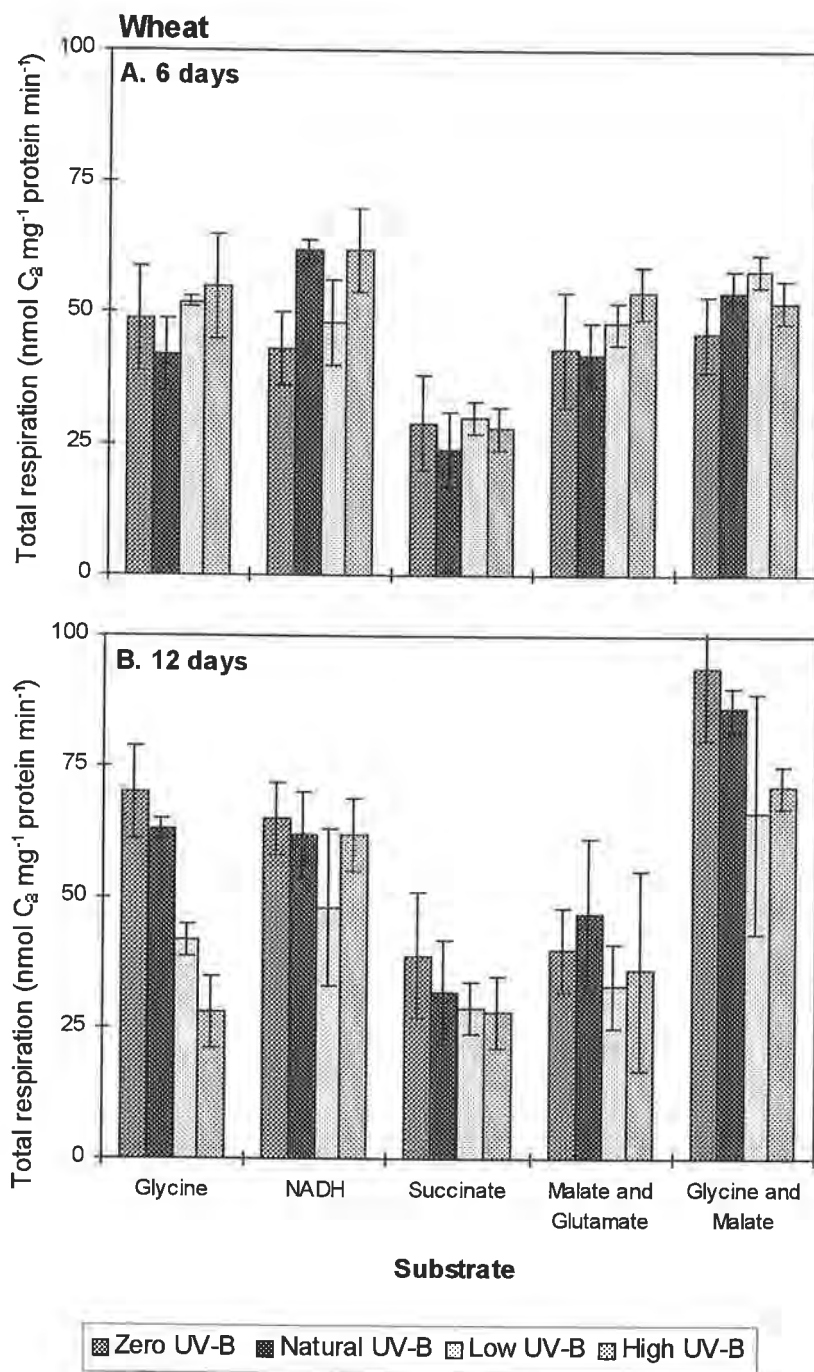 Wheat
100
A. 6 days
75
50
25
0
Total respiration (nmol C₂ mg⁻¹ protein min⁻¹)
100
B. 12 days
75
50
25
0
Total respiration (nmol C₂ mg⁻¹ protein min⁻¹)
Glycine NADH Succinate Malate and Glutamate Glycine and Malate
Substrate
Zero UV-B Natural UV-B Low UV-B High UV-B